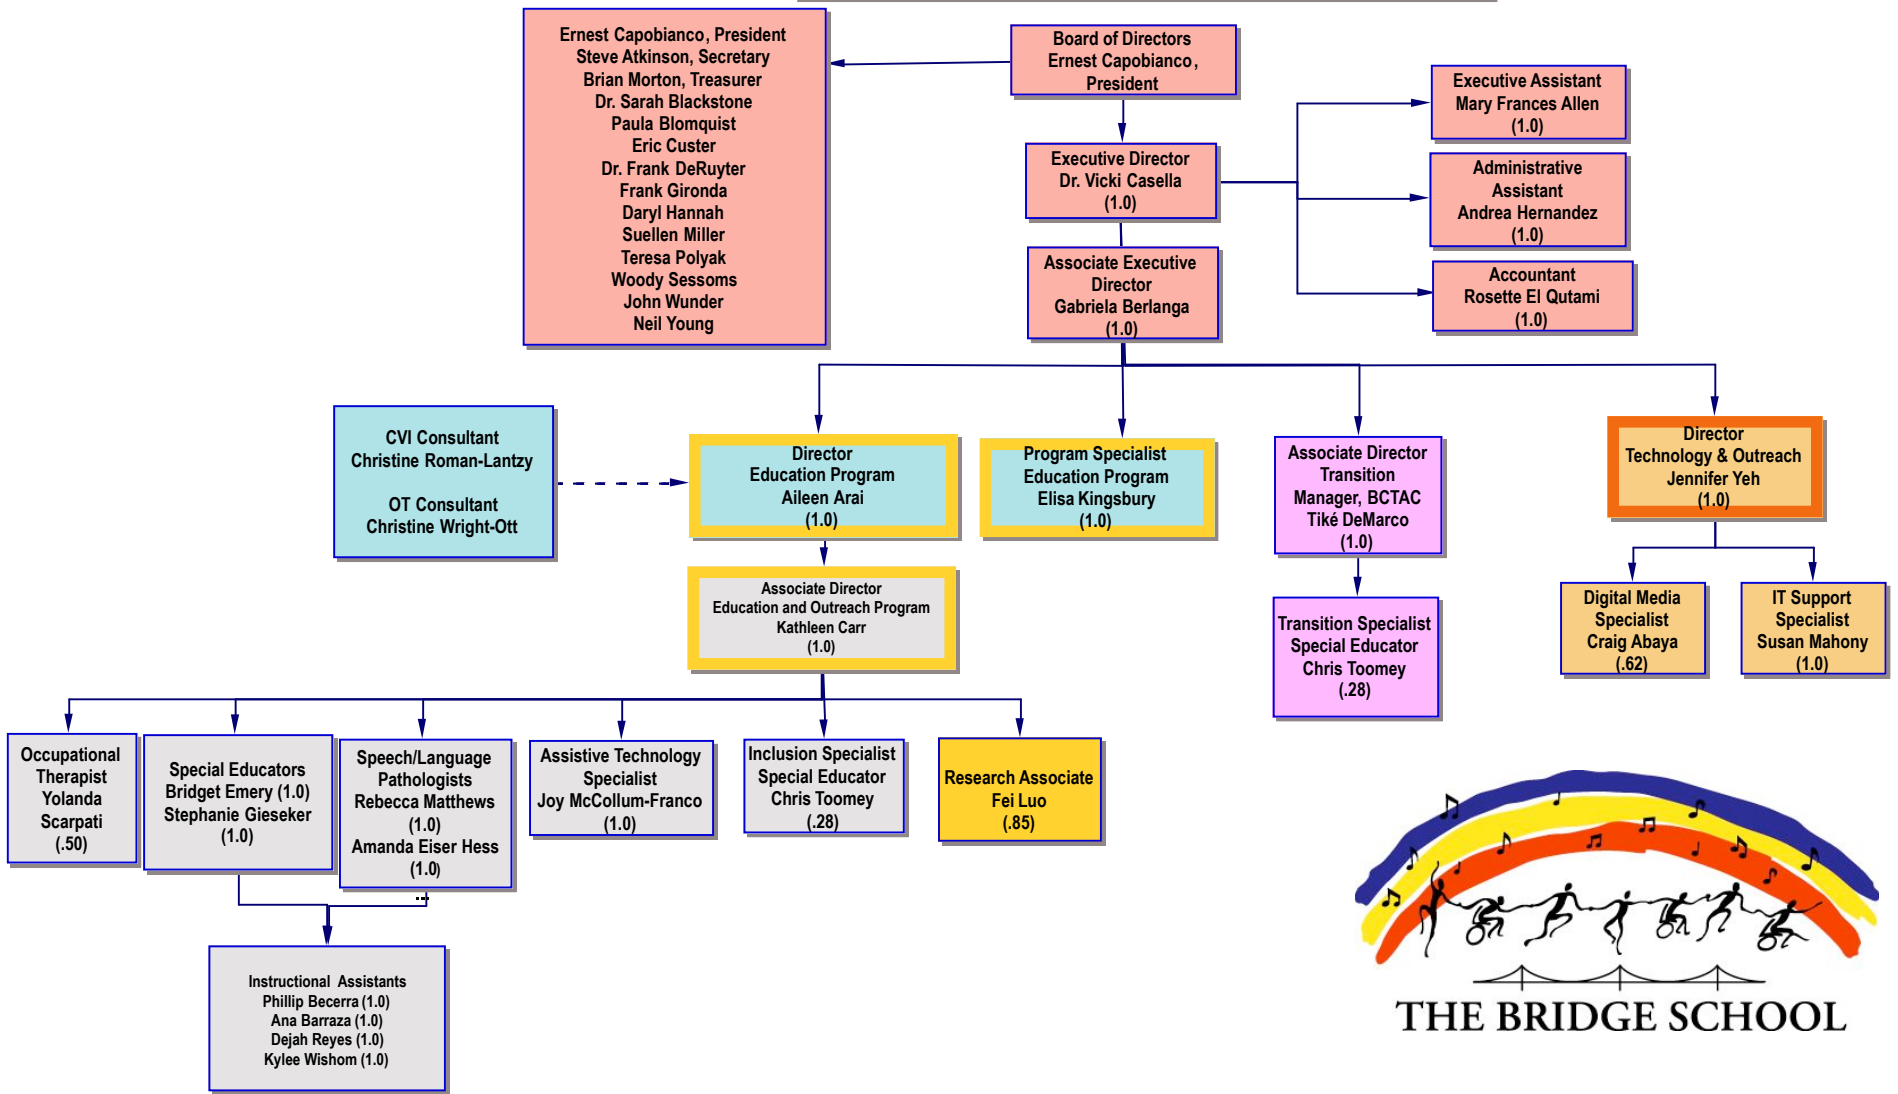 Ernest Capobianco, President
Steve Atkinson, Secretary
Brian Morton, Treasurer
Dr. Sarah Blackstone
Paula Blomquist
Eric Custer
Dr. Frank DeRuyter
Frank Gironda
Daryl Hannah
Suellen Miller
Teresa Polyak
Woody Sessoms
John Wunder
Neil Young
Board of Directors
Ernest Capobianco,
President
Executive Director
Dr. Vicki Casella
(1.0)
Executive Assistant
Mary Frances Allen
(1.0)
Administrative
Assistant
Andrea Hernandez
(1.0)
Accountant
Rosette El Qutami
(1.0)
Associate Executive
Director
Gabriela Berlanga
(1.0)
CVI Consultant
Christine Roman-Lantzy
OT Consultant
Christine Wright-Ott
Director
Education Program
Aileen Arai
(1.0)
Program Specialist
Education Program
Elisa Kingsbury
(1.0)
Associate Director
Transition
Manager, BCTAC
Tiké DeMarco
(1.0)
Director
Technology & Outreach
Jennifer Yeh
(1.0)
Associate Director
Education and Outreach Program
Kathleen Carr
(1.0)
Transition Specialist
Special Educator
Chris Toomey
(.28)
Digital Media
Specialist
Craig Abaya
(.62)
IT Support
Specialist
Susan Mahony
(1.0)
Occupational
Therapist
Yolanda
Scarpati
(.50)
Special Educators
Bridget Emery (1.0)
Stephanie Gieseker
(1.0)
Speech/Language
Pathologists
Rebecca Matthews
(1.0)
Amanda Eiser Hess
(1.0)
Assistive Technology
Specialist
Joy McCollum-Franco
(1.0)
Inclusion Specialist
Special Educator
Chris Toomey
(.28)
Research Associate
Fei Luo
(.85)
Instructional Assistants
Phillip Becerra (1.0)
Ana Barraza (1.0)
Dejah Reyes (1.0)
Kylee Wishom (1.0)
THE BRIDGE SCHOOL